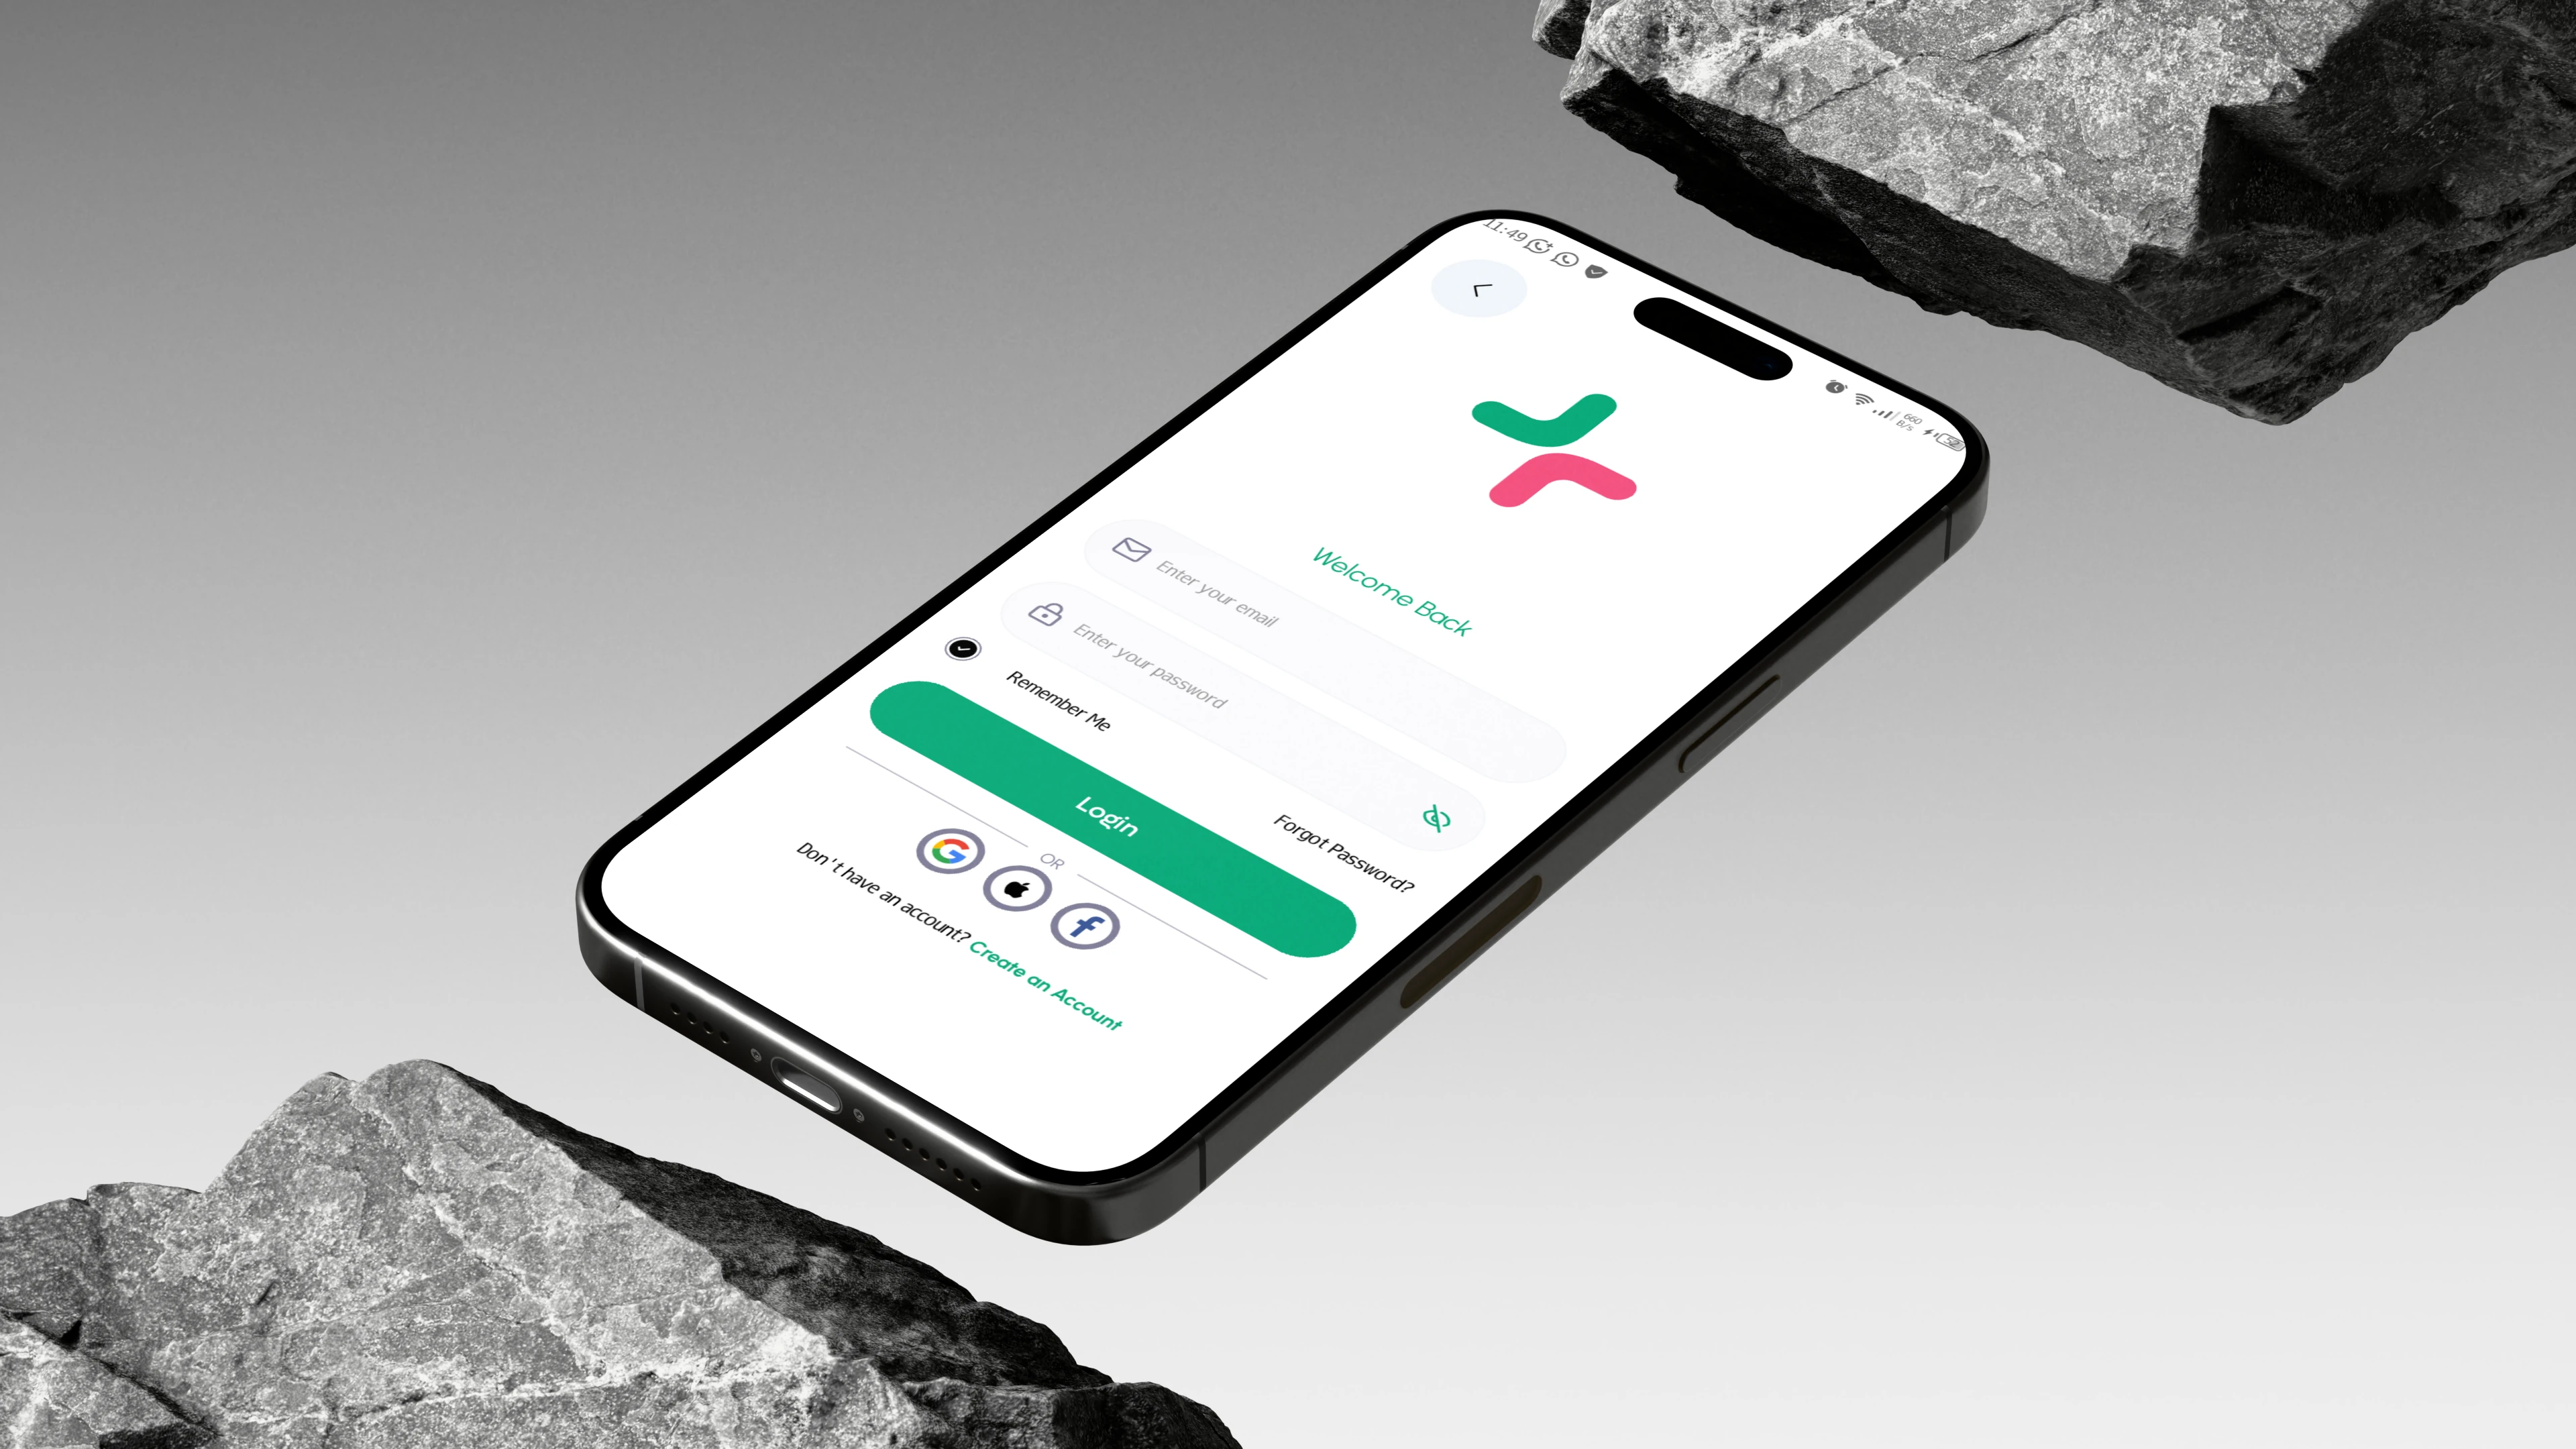 11:49
660
B/S
Welcome Back
Enter your email
Enter your password
Remember Me
Forgot Password?
Login
OR
Don't have an account? Create an Account